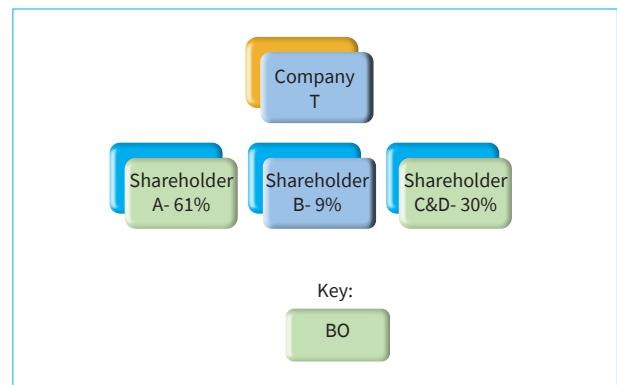 Company
T
Shareholder
A- 61%
Shareholder
B- 9%
Shareholder
C&D- 30%
Key:
BO